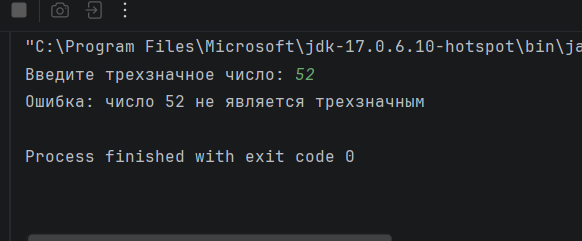 "C:\Program Files\Microsoft\jdk-17.0.6.10-hotspot\bin\ja
Введите трехзначное число: 52
Ошибка: число 52 не является трехзначным
Process finished with exit code 0